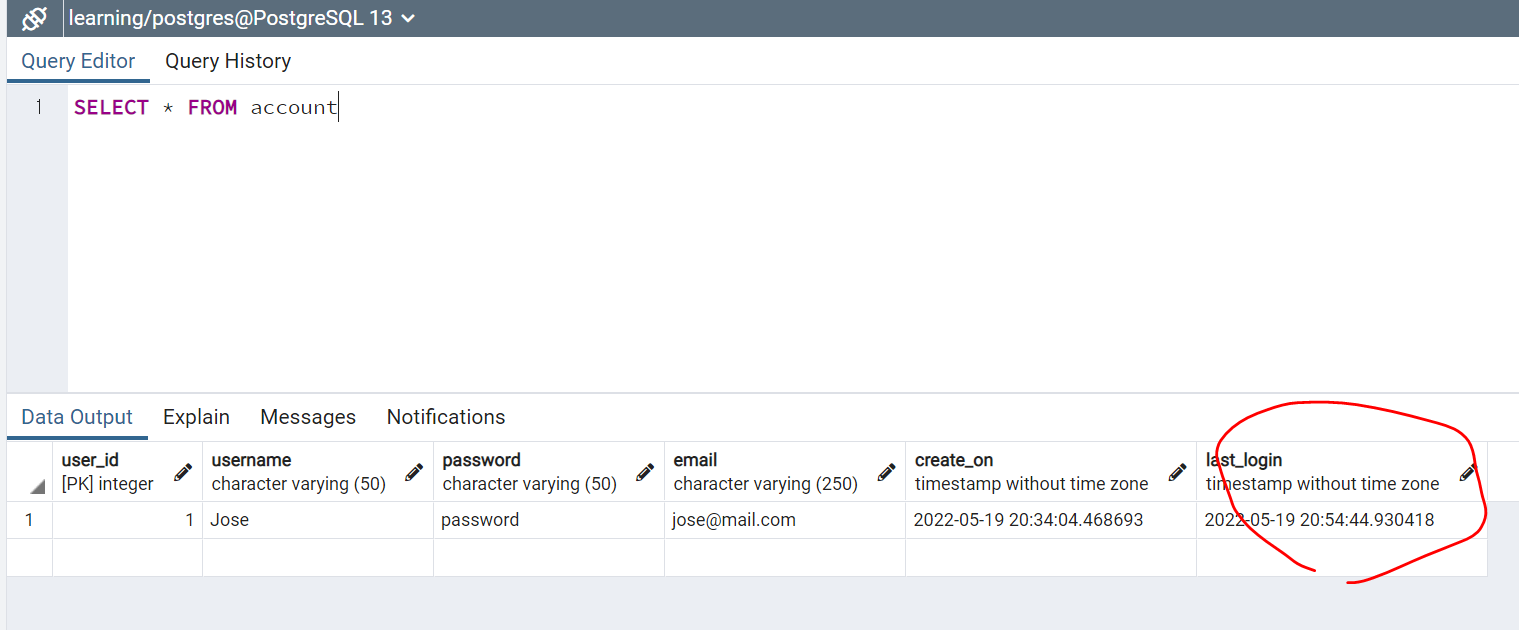 learning/postgres@PostgreSQL 13
Query Editor Query History
1 SELECT * FROM account
Data Output Explain Messages Notifications
user_id username password email create_on last_login
[PK] integer character varying (50) character varying (50) character varying (250) timestamp without time zone timestamp without time zone
1 1 Jose password jose@mail.com 2022-05-19 20:34:04.468693 2022-05-19 20:54:44.930418